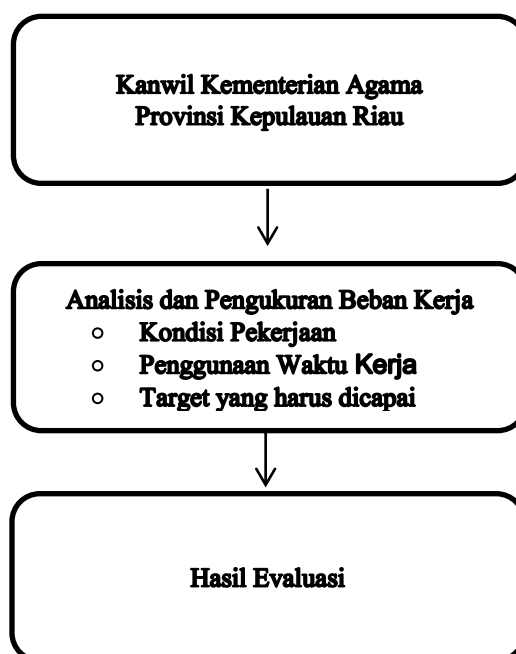 Kanwil Kementerian Agama
Provinsi Kepulauan Riau
Analisis dan Pengukuran Beban Kerja
○ Kondisi Pekerjaan
○ Penggunaan Waktu Kerja
○ Target yang harus dicapai
Hasil Evaluasi